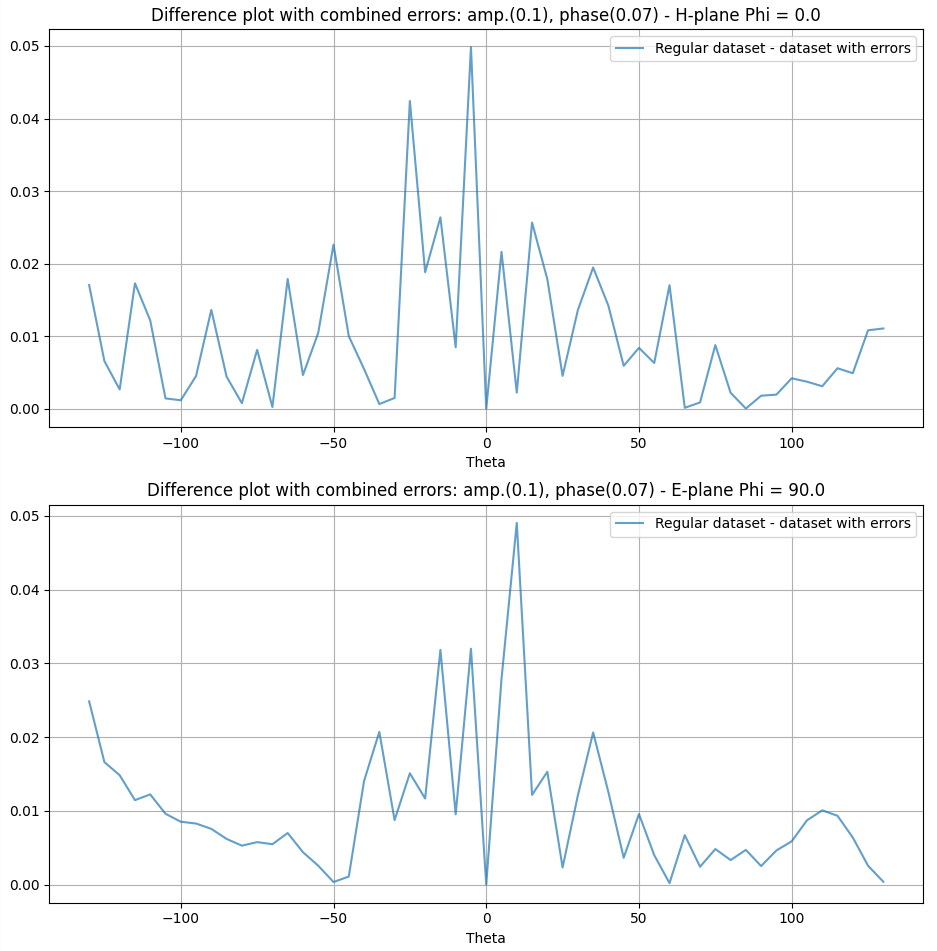 Difference plot with combined errors: amp.(0.1), phase(0.07) - H-plane Phi = 0.0
Regular dataset - dataset with errors
0.05
0.04
0.03
0.02
0.01
0.00
−100 −50 0 50 100
Theta
Difference plot with combined errors: amp.(0.1), phase(0.07) - E-plane Phi = 90.0
Regular dataset - dataset with errors
0.05
0.04
0.03
0.02
0.01
0.00
−100 −50 0 50 100
Theta